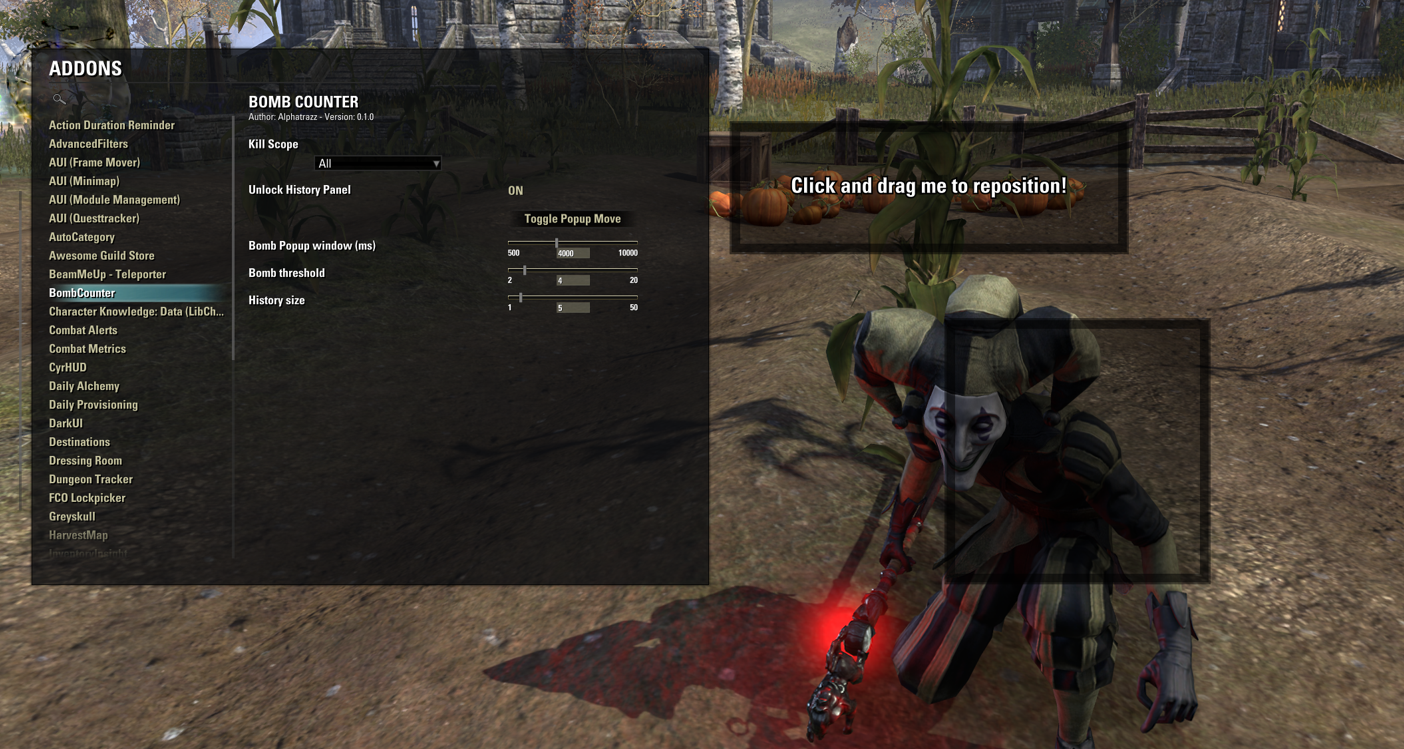 ADDONS
Action Duration Reminder
AdvancedFilters
AUI (Frame Mover)
AUI (Minimap)
AUI (Module Management)
AUI (Questtracker)
AutoCategory
Awesome Guild Store
BeamMeUp - Teleporter
BombCounter
Character Knowledge: Data (LibCh...
Combat Alerts
Combat Metrics
CyrHUD
Daily Alchemy
Daily Provisioning
DarkUI
Destinations
Dressing Room
Dungeon Tracker
FCO Lockpicker
Greyskull
HarvestMap
InventoryInsight
BOMB COUNTER
Author: Alphatrazz - Version: 0.1.0
Kill Scope
All
Unlock History Panel
ON
Toggle Popup Move
Bomb Popup window (ms)
500 4000 10000
Bomb threshold
2 4 20
History size
1 5 50
Click and drag me to reposition!